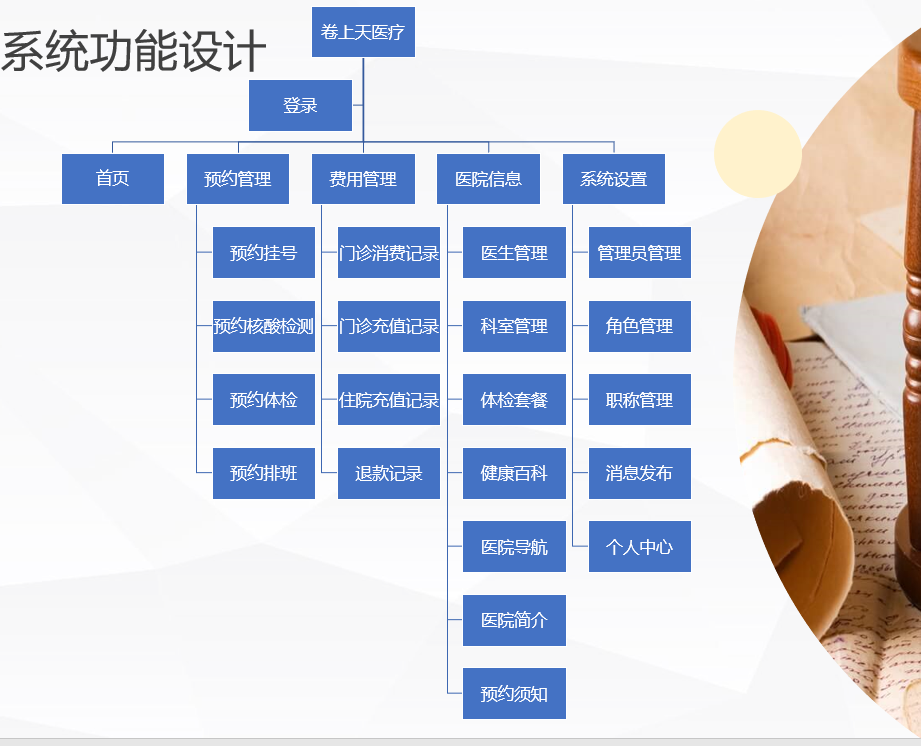 系统功能设计
卷上天医疗
登录
首页
预约管理
费用管理
医院信息
系统设置
预约挂号
门诊消费记录
医生管理
管理员管理
预约核酸检测
门诊充值记录
科室管理
角色管理
预约体检
住院充值记录
体检套餐
职称管理
预约排班
退款记录
健康百科
消息发布
医院导航
个人中心
医院简介
预约须知